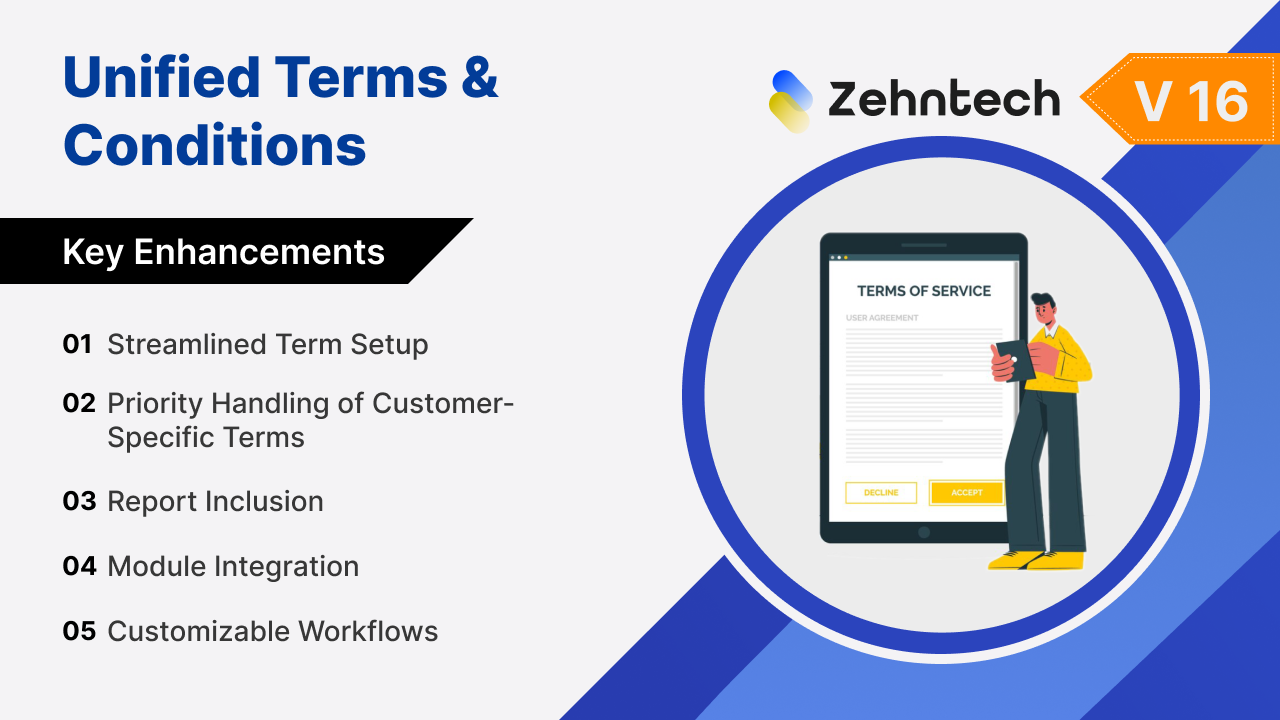 Unified Terms &
Conditions
Zehntech
V 16
Key Enhancements
01 Streamlined Term Setup
02 Priority Handling of Customer-
Specific Terms
03 Report Inclusion
04 Module Integration
05 Customizable Workflows
TERMS OF SERVICE
USER AGREEMENT
DECLINE
ACCEPT